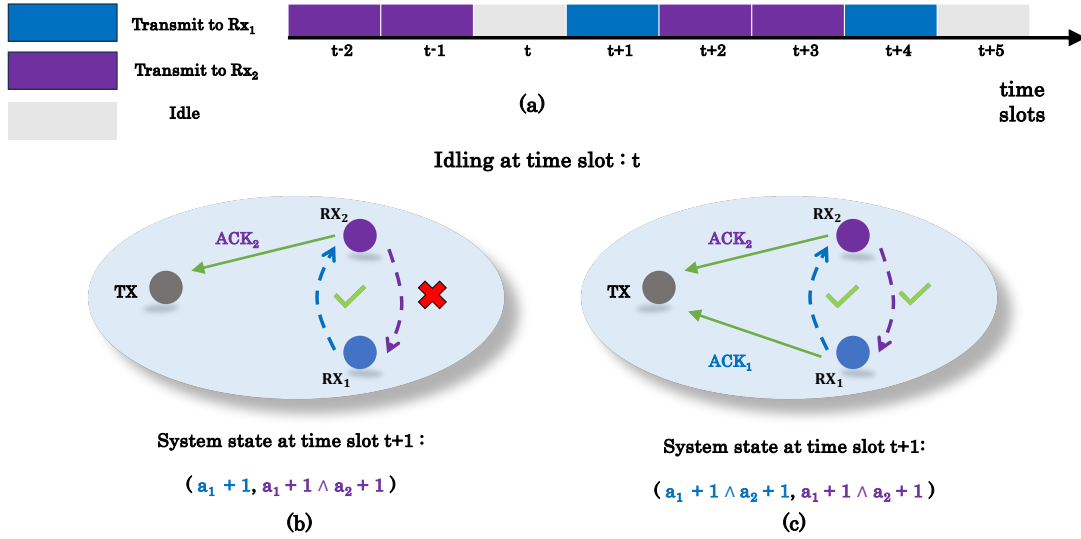 Transmit to Rx₁
Transmit to Rx₂
Idle
t-2 t-1 t t+1 t+2 t+3 t+4 t+5
time
slots
(a)
Idling at time slot : t
RX₂
ACK₂
TX
RX₁
System state at time slot t+1 :
( a₁ + 1, a₁ + 1 ∧ a₂ + 1 )
(b)
RX₂
ACK₂
TX
ACK₁
RX₁
System state at time slot t+1:
( a₁ + 1 ∧ a₂ + 1, a₁ + 1 ∧ a₂ + 1 )
(c)